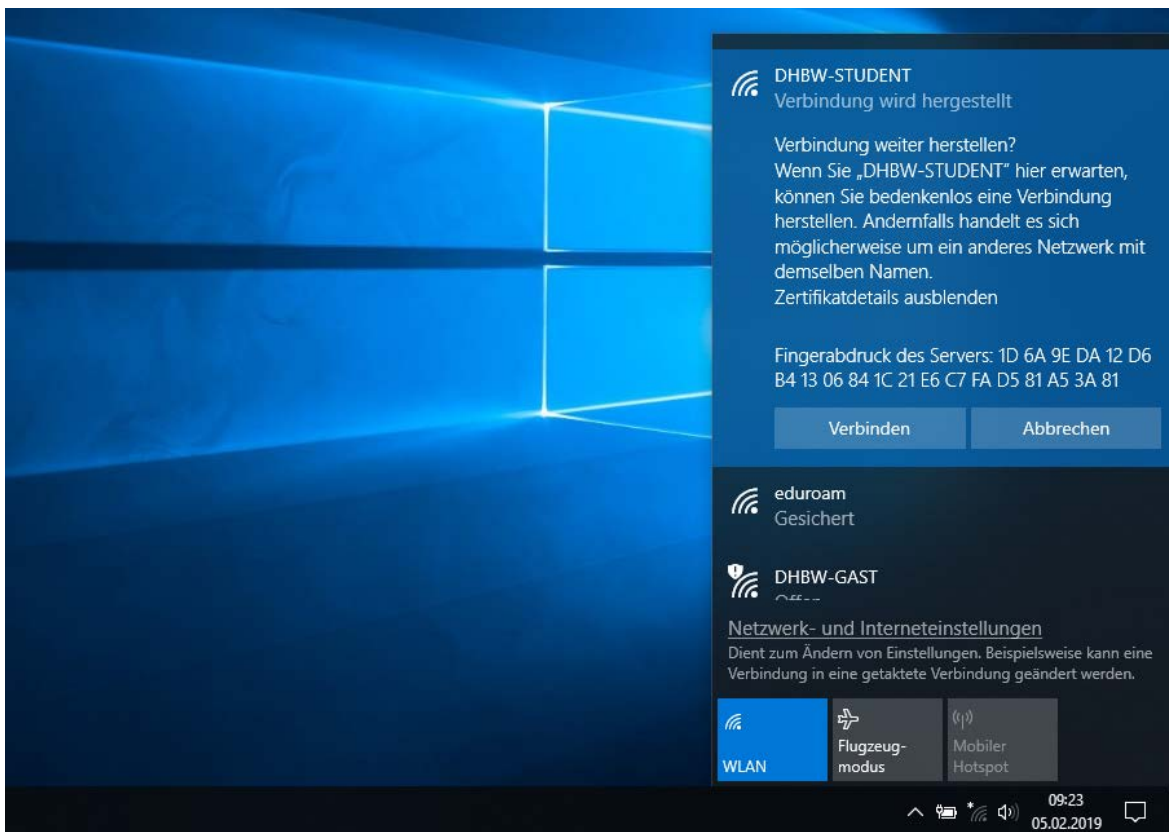 DHBW-STUDENT
Verbindung wird hergestellt
Verbindung weiter herstellen?
Wenn Sie „DHBW-STUDENT" hier erwarten,
können Sie bedenkenlos eine Verbindung
herstellen. Andernfalls handelt es sich
möglicherweise um ein anderes Netzwerk mit
demselben Namen.
Zertifikatdetails ausblenden
Fingerabdruck des Servers: 1D 6A 9E DA 12 D6
B4 13 06 84 1C 21 E6 C7 FA D5 81 A5 3A 81
Verbinden
Abbrechen
eduroam
Gesichert
DHBW-GAST
Offen
Netzwerk- und Interneteinstellungen
Dient zum Ändern von Einstellungen. Beispielsweise kann eine
Verbindung in eine getaktete Verbindung geändert werden.
WLAN
Flugzeug-
modus
Mobiler
Hotspot
09:23
05.02.2019